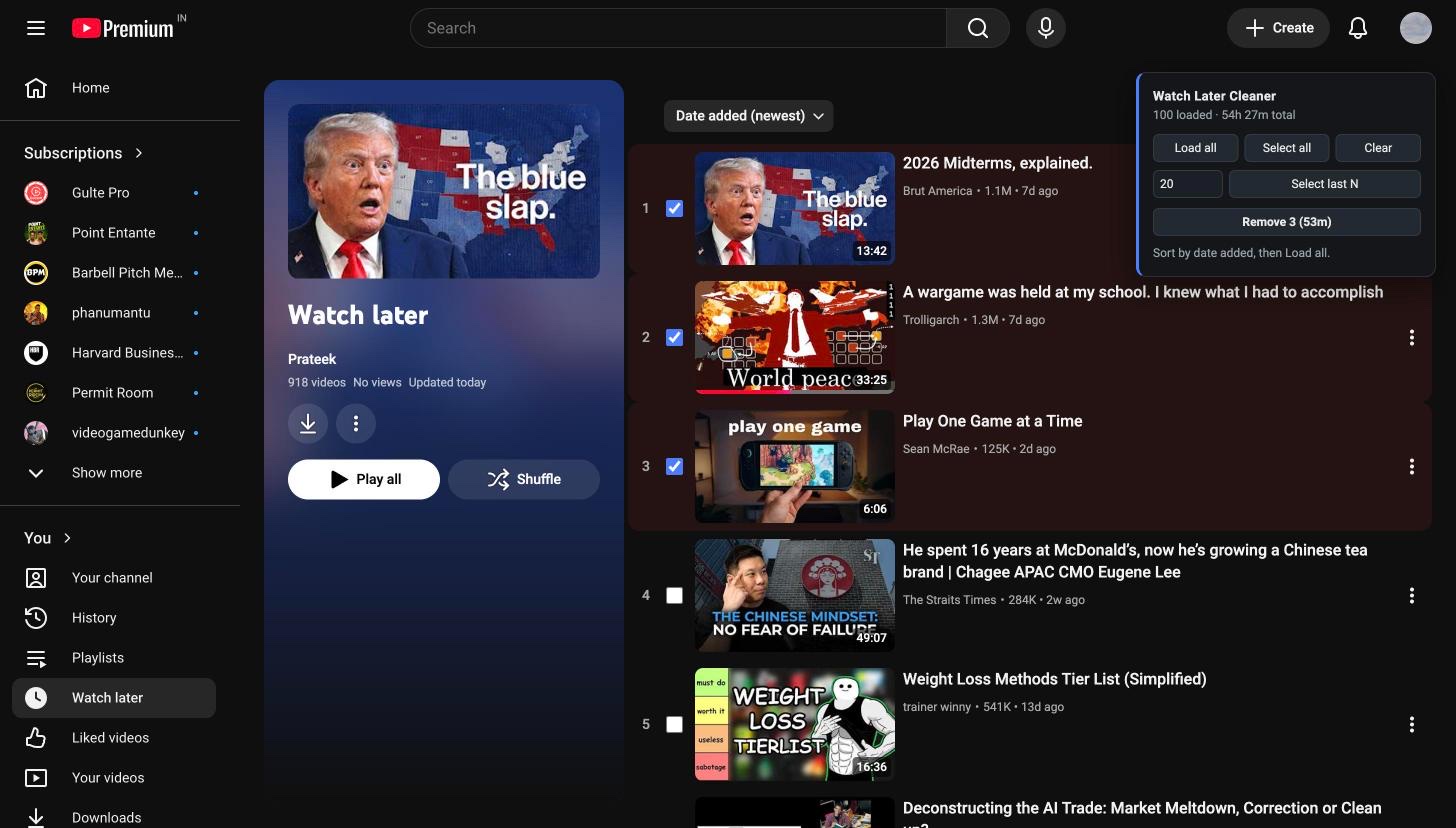 Premium IN
Search
Create
Home
Subscriptions
Gulte Pro
Point Entante
Barbell Pitch Me...
phanumantu
Harvard Busines...
Permit Room
videogamedunkey
Show more
You
Your channel
History
Playlists
Watch later
Liked videos
Your videos
Downloads
The blue
slap.
Watch later
Prateek
918 videos No views Updated today
Play all
Shuffle
Date added (newest)
Watch Later Cleaner
100 loaded · 54h 27m total
Load all
Select all
Clear
20
Select last N
Remove 3 (53m)
Sort by date added, then Load all.
1
The blue
slap.
13:42
2026 Midterms, explained.
Brut America • 1.1M • 7d ago
2
World peac
33:25
A wargame was held at my school. I knew what I had to accomplish
Trolligarch • 1.3M • 7d ago
3
play one game
6:06
Play One Game at a Time
Sean McRae • 125K • 2d ago
4
ST
THE CHINESE MINDSET:
NO FEAR OF FAILURE
49:07
He spent 16 years at McDonald's, now he's growing a Chinese tea
brand | Chagee APAC CMO Eugene Lee
The Straits Times • 284K • 2w ago
5
must do
worth it
useless
sabotage
WEIGHT
LOSS
TIERLIST
16:36
Weight Loss Methods Tier List (Simplified)
trainer winny • 541K • 13d ago
Deconstructing the AI Trade: Market Meltdown, Correction or Clean